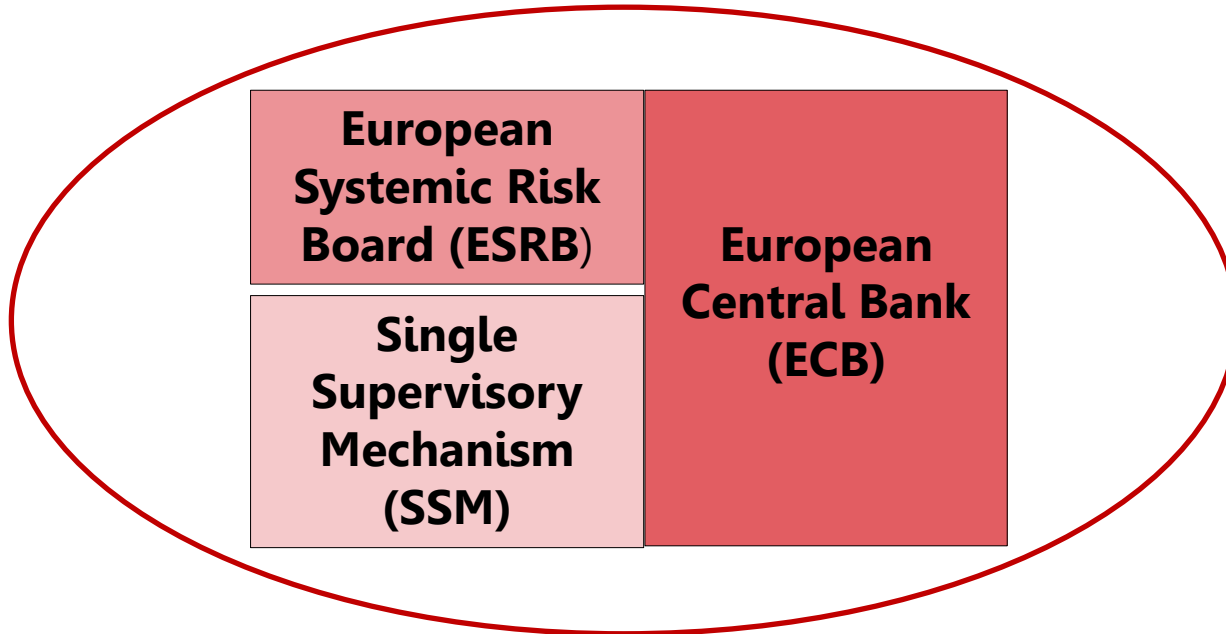 European
Systemic Risk
Board (ESRB)
Single
Supervisory
Mechanism
(SSM)
European
Central Bank
(ECB)